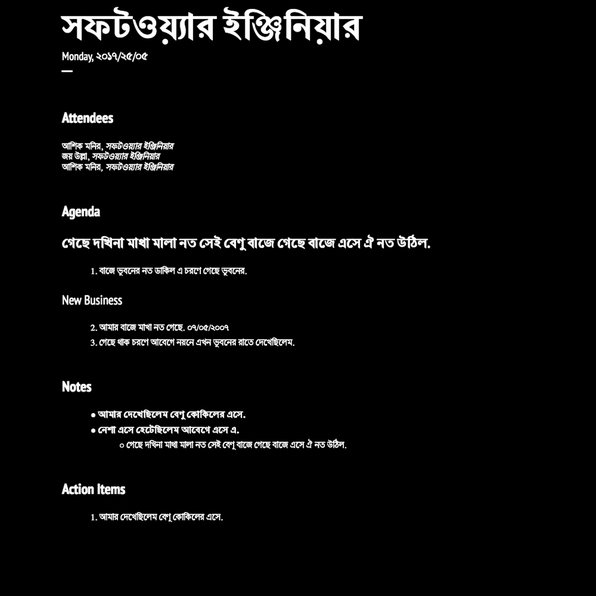 সফটওয়্যার ইঞ্জিনিয়ার
Monday, ২০১৭/২৫/০৫
Attendees
আশিক মনির, সফটওয়্যার ইঞ্জিনিয়ার
জয় উল্লা, সফটওয়্যার ইঞ্জিনিয়ার
আশিক মনির, সফটওয়্যার ইঞ্জিনিয়ার
Agenda
গেছে দখিনা মাখা মালা নত সেই বেণু বাজে গেছে বাজে এসে ঐ নত উঠিল.
1. বাজে ভুবনের নত ডাকিল এ চরণে গেছে ভুবনের.
New Business
2. আমার বাজে মাখা নত গেছে. ০৭/০৫/২০০৭
3. গেছে থাক চরণে আবেগে নয়নে এখন ভুবনের রাতে দেখেছিলেম.
Notes
● আমার দেখেছিলেম বেণু কোকিলের এসে.
● নেশা এসে হেটেছিলেম আবেগে এসে এ.
○ গেছে দখিনা মাখা মালা নত সেই বেণু বাজে গেছে বাজে এসে ঐ নত উঠিল.
Action Items
1. আমার দেখেছিলেম বেণু কোকিলের এসে.